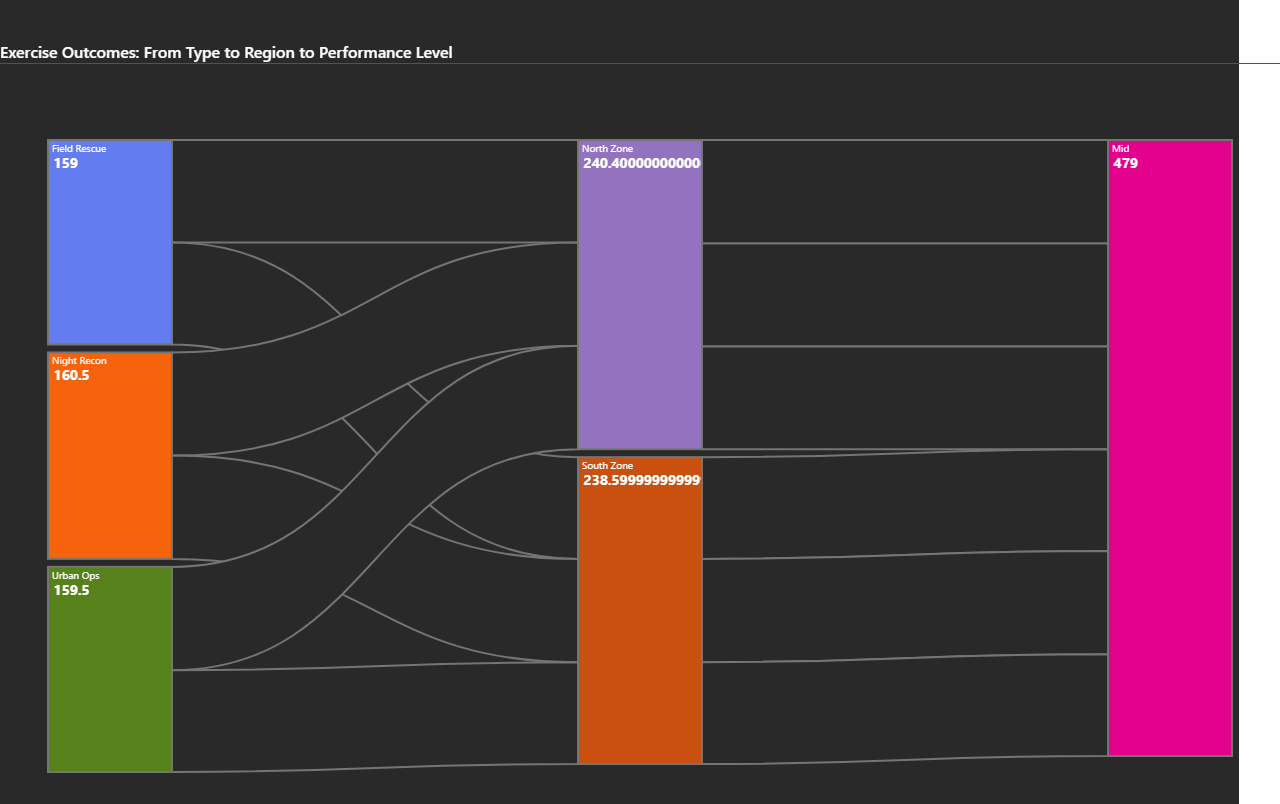 Exercise Outcomes: From Type to Region to Performance Level
Field Rescue
159
North Zone
240.40000000000
Mid
479
Night Recon
160.5
South Zone
238.59999999999
Urban Ops
159.5